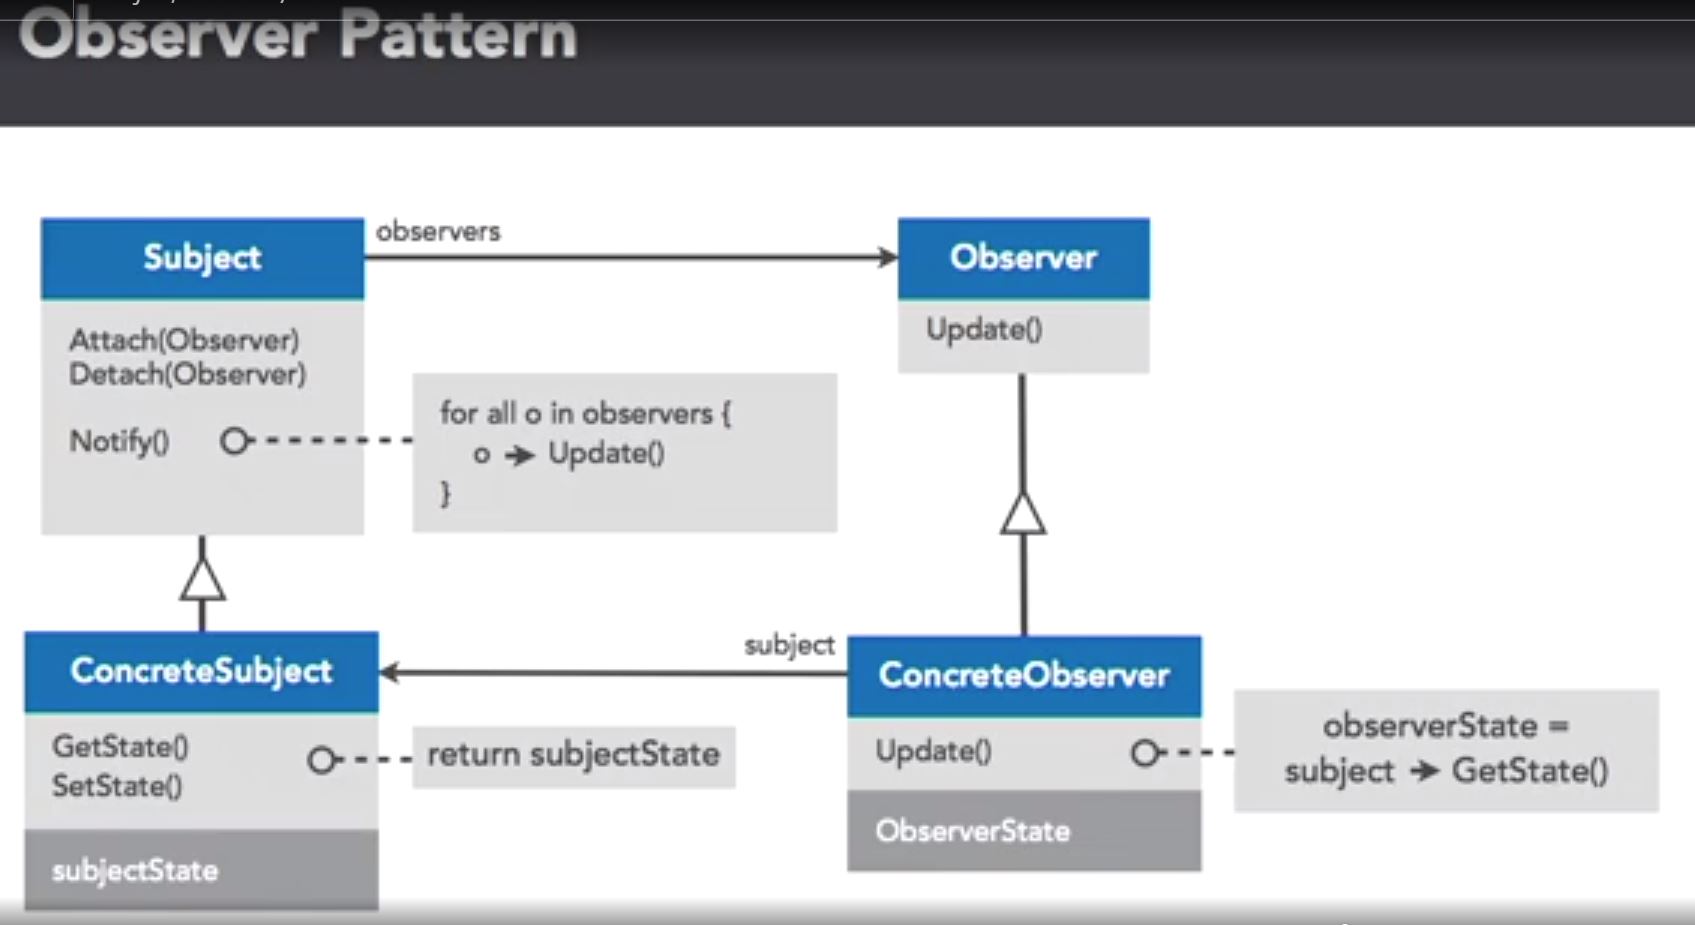 Observer Pattern
observers
Subject
Observer
Attach(Observer)
Detach(Observer)
Notify()
Update()
for all o in observers {
o → Update()
}
subject
ConcreteSubject
ConcreteObserver
GetState()
SetState()
return subjectState
Update()
observerState =
subject → GetState()
subjectState
ObserverState